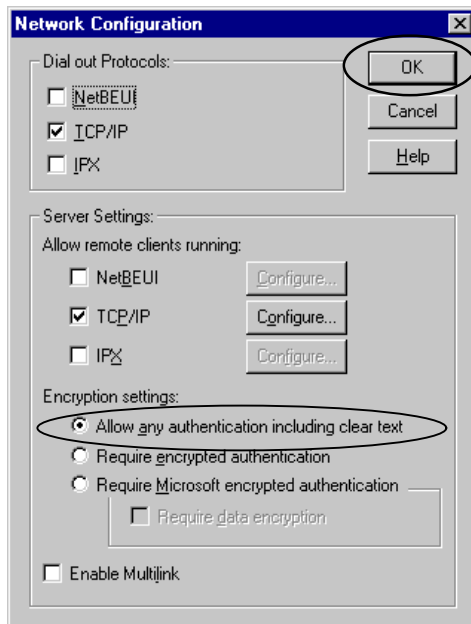 Network Configuration
Dial out Protocols:
NetBEUI
TCP/IP
IPX
OK
Cancel
Help
Server Settings:
Allow remote clients running:
NetBEUI Configure...
TCP/IP Configure...
IPX Configure...
Encryption settings:
Allow any authentication including clear text
Require encrypted authentication
Require Microsoft encrypted authentication
Require data encryption
Enable Multilink